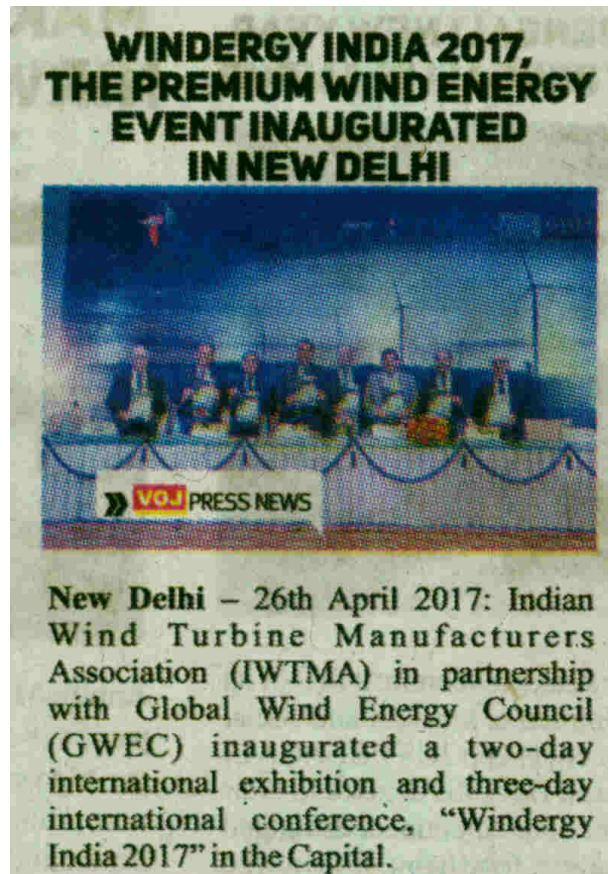 WINDERGY INDIA 2017,
THE PREMIUM WIND ENERGY
EVENT INAUGURATED
IN NEW DELHI
VOJ PRESS NEWS
New Delhi – 26th April 2017: Indian
Wind Turbine Manufacturers
Association (IWTMA) in partnership
with Global Wind Energy Council
(GWEC) inaugurated a two-day
international exhibition and three-day
international conference, “Windergy
India 2017” in the Capital.